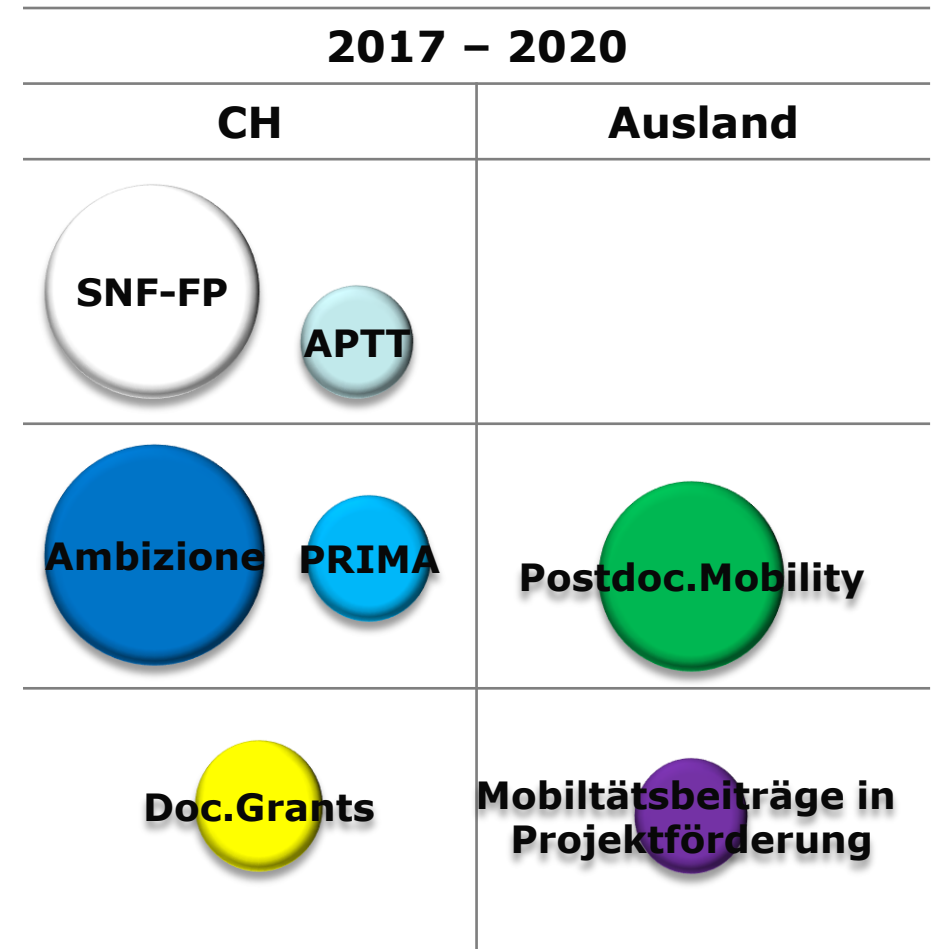 2017 – 2020
CH
Ausland
SNF-FP
APTT
Ambizione
PRIMA
Postdoc.Mobility
Doc.Grants
Mobiltätsbeiträge in
Projektförderung